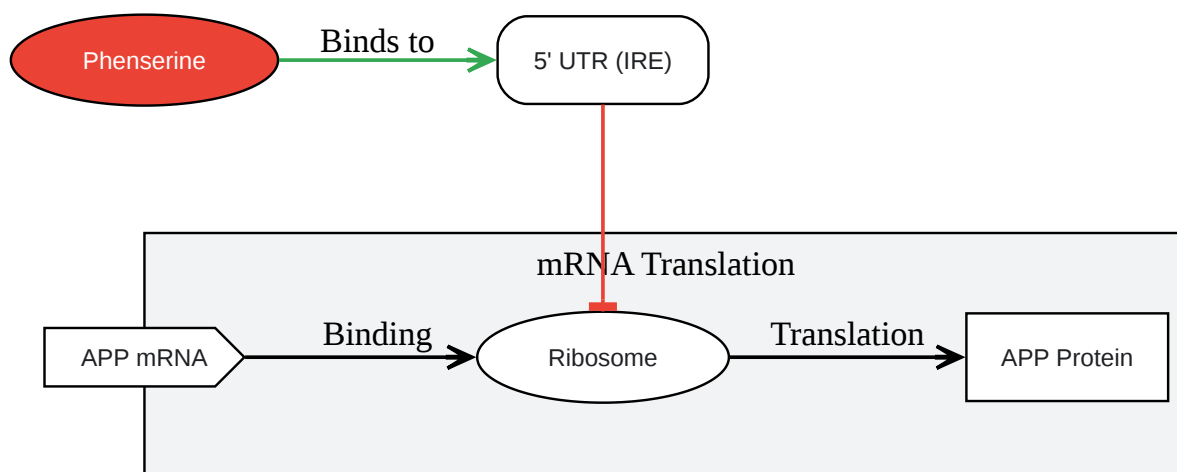 Phenserine
Binds to
5' UTR (IRE)
mRNA Translation
APP mRNA
Binding
Ribosome
Translation
APP Protein